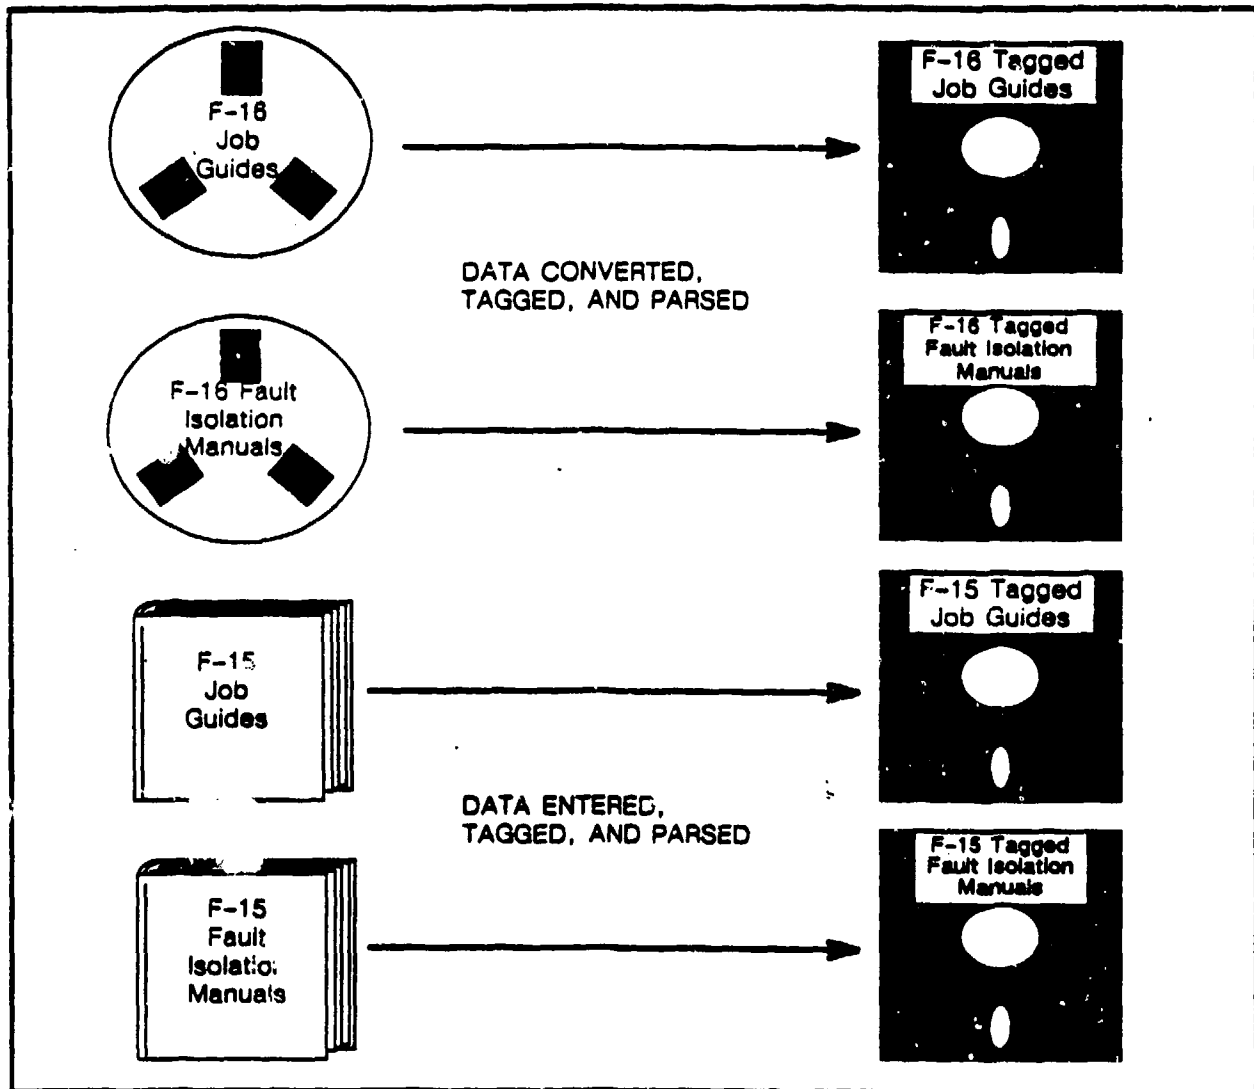 F-16
Job
Guides
F-16 Tagged
Job Guides
DATA CONVERTED,
TAGGED, AND PARSED
F-16 Fault
Isolation
Manuals
F-16 Tagged
Fault Isolation
Manuals
F-15
Job
Guides
F-15 Tagged
Job Guides
DATA ENTERED,
TAGGED, AND PARSED
F-15
Fault
Isolation
Manuals
F-15 Tagged
Fault Isolation
Manuals